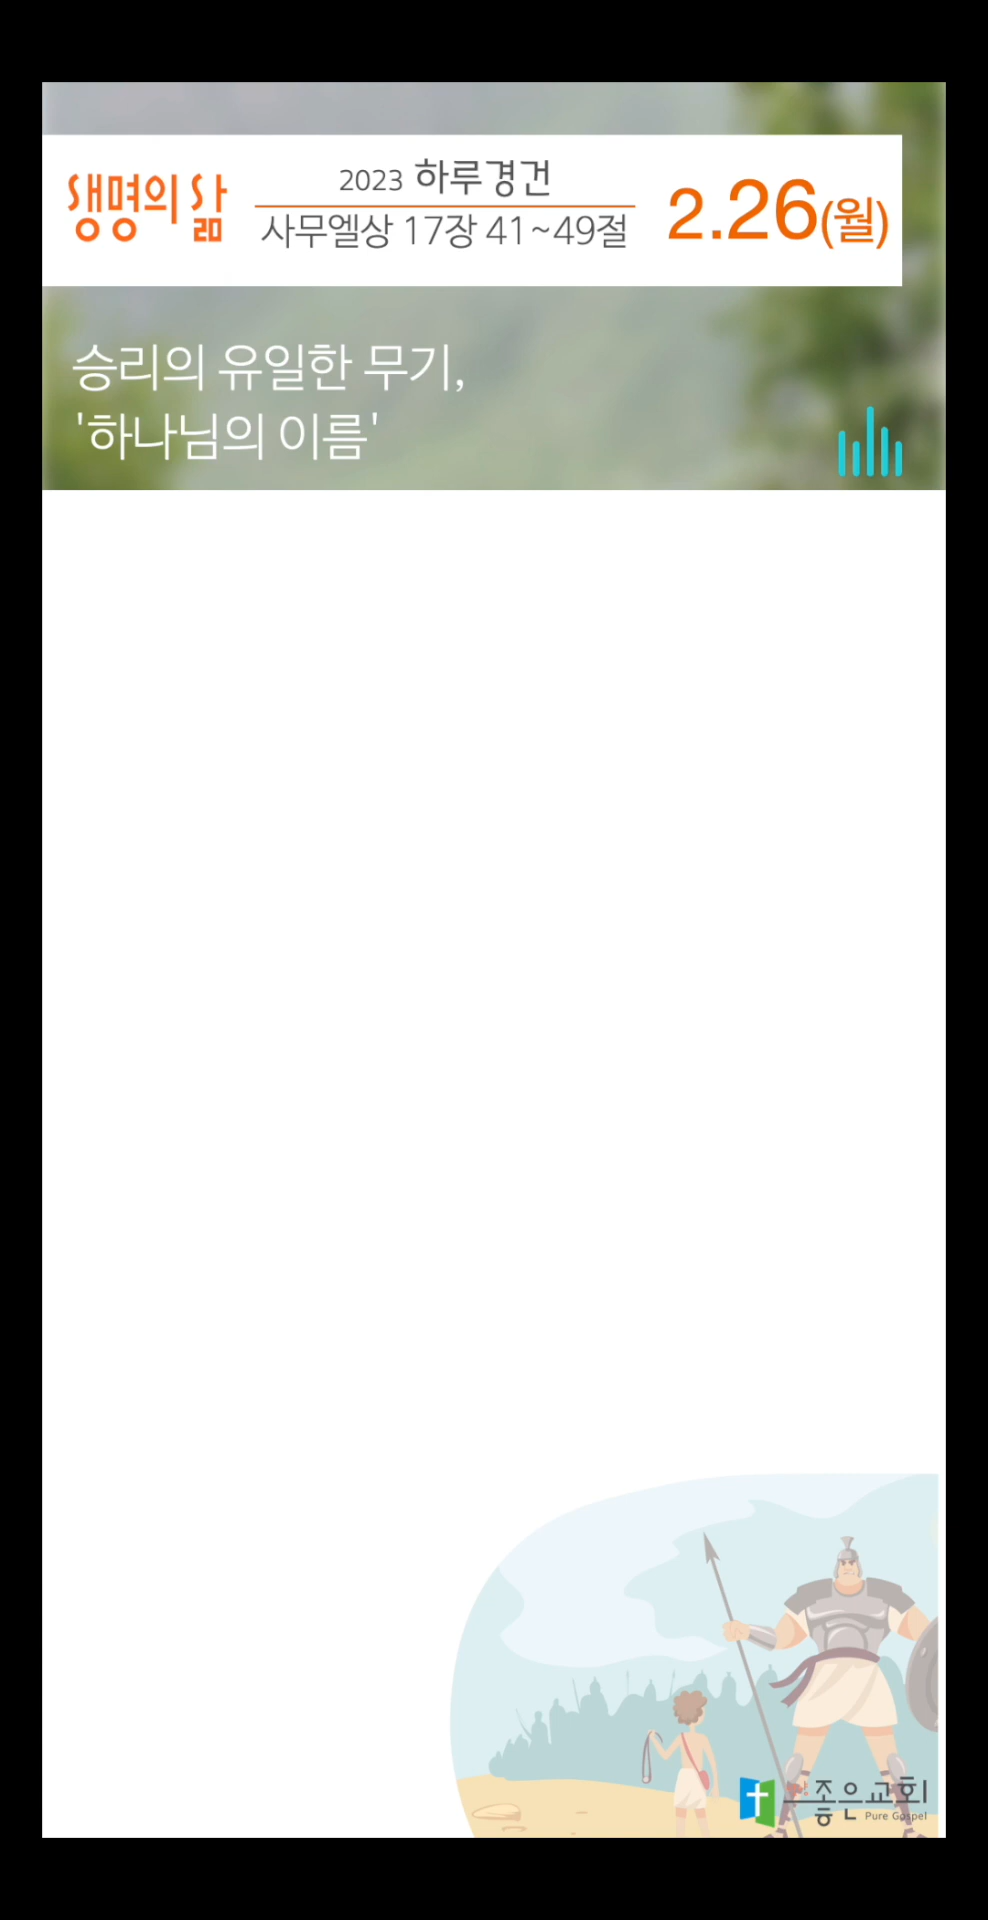 생명의 삶
2023 하루경건
사무엘상 17장 41~49절
2.26(월)
승리의 유일한 무기,
'하나님의 이름'
좋은교회
Pure Gospel